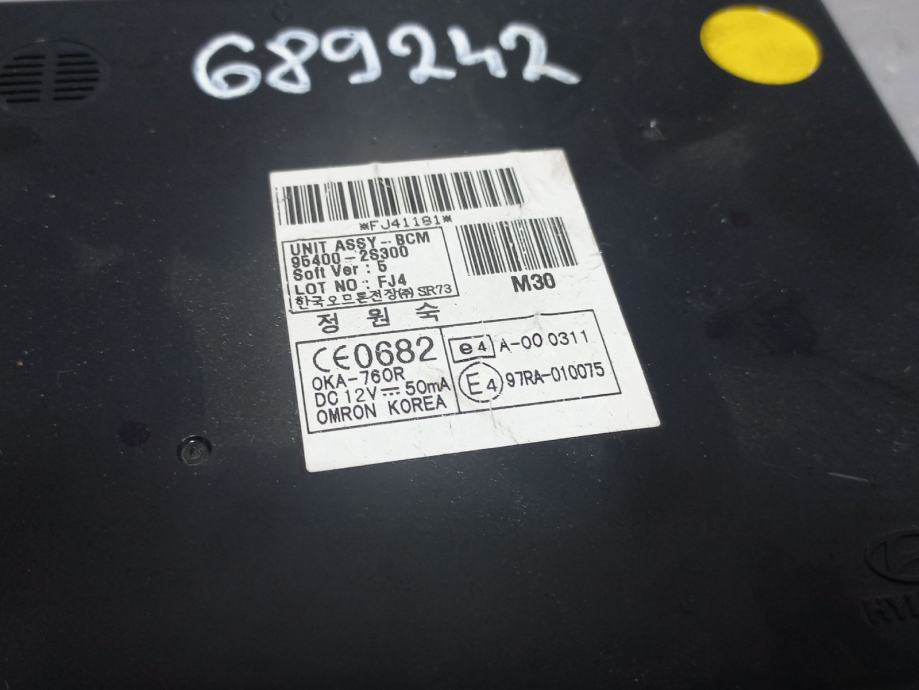 689242
*FJ41181*
UNIT ASSY-BCM
95400-2S300
Soft Ver : 5
LOT NO : FJ4
한국오므론전장㈜ SR73
M30
정 원 숙
CE0682
OKA-760R
DC 12V ⎓ 50mA
OMRON KOREA
e4 A-00 0311
E4 97RA-010075